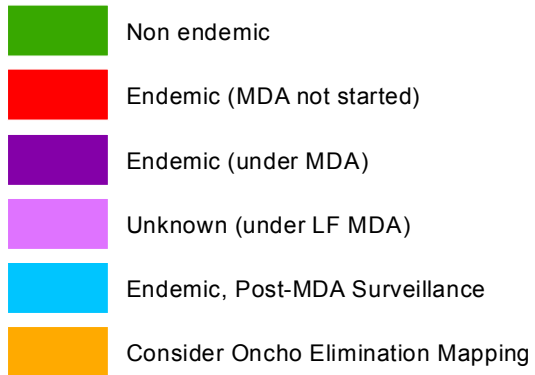 Non endemic
Endemic (MDA not started)
Endemic (under MDA)
Unknown (under LF MDA)
Endemic, Post-MDA Surveillance
Consider Oncho Elimination Mapping